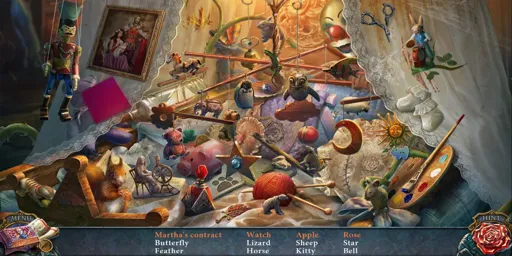 MENU
HINT
Martha's contract Watch Apple Rose
Butterfly Lizard Sheep Star
Feather Horse Kitty Bell